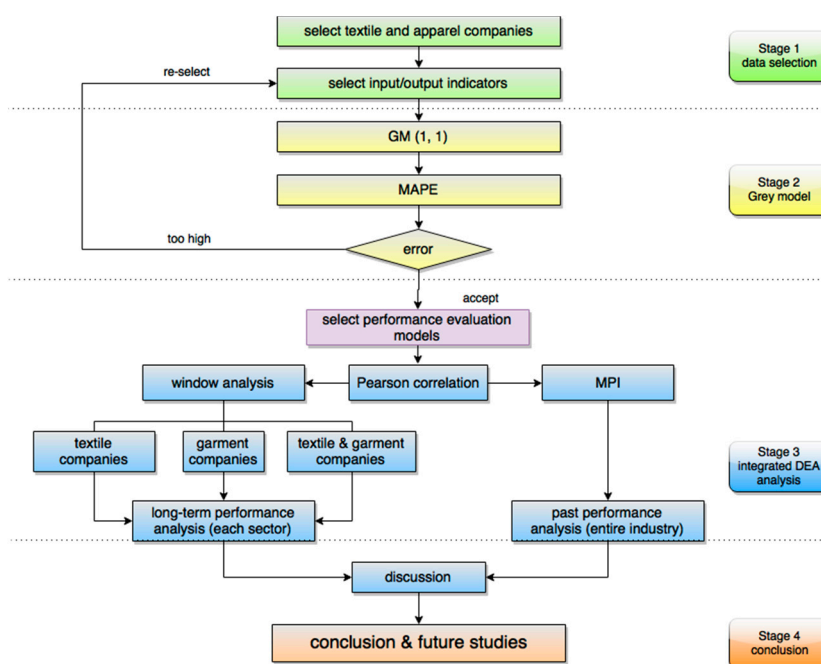 select textile and apparel companies
Stage 1
data selection
re-select
select input/output indicators
GM (1, 1)
MAPE
Stage 2
Grey model
too high
error
accept
select performance evaluation
models
window analysis
Pearson correlation
MPI
textile
companies
garment
companies
textile & garment
companies
Stage 3
integrated DEA
analysis
long-term performance
analysis (each sector)
past performance
analysis (entire industry)
discussion
conclusion & future studies
Stage 4
conclusion